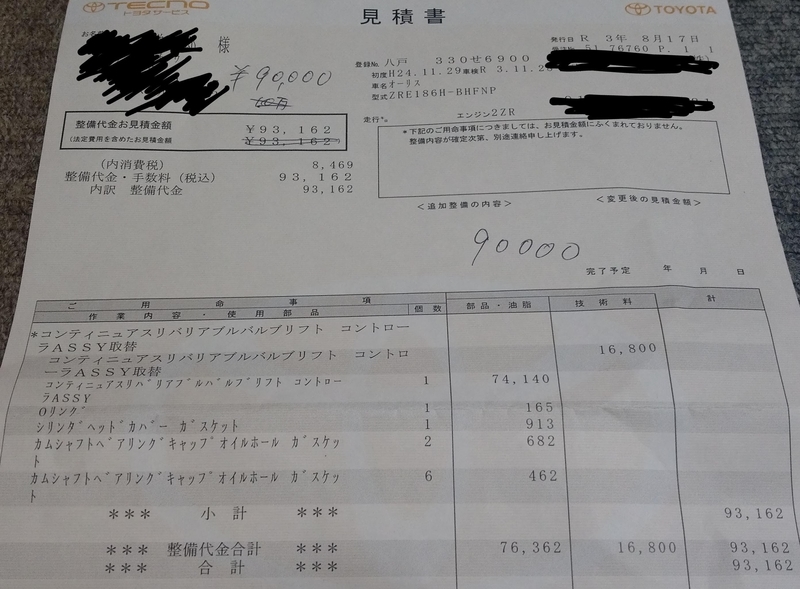 TECNO
トヨタサービス
見積書
TOYOTA
様
¥90,000
発行日 R 3年 8月17日
51 76760 P. 1 1
登録No. 八戸 330せ6900
初度H24.11.29車検R 3.11.28
車名オーリス
型式ZRE186H-BHFNP
エンジン2ZR
走行㌔
整備代金お見積金額 ¥93,162
(法定費用を含めたお見積金額 ¥93,162)
(内消費税) 8,469
整備代金・手数料(税込) 93,162
内訳 整備代金 93,162
*下記のご用命事項につきましては、お見積金額にふくまれておりません。
整備内容が確定次第、別途連絡申し上げます。
<追加整備の内容> <変更後の見積金額>
90000
完了予定 年 月 日
ご用命事項
作業内容・使用部品 個数 部品・油脂 技術料 計
*コンティニュアスリバリアブルバルブリフト コントロー
ラASSY取替
コンティニュアスリバリアブルバルブリフト コントロ 16,800
ーラASSY取替
コンティニュアスリバリアブルバルブリフト コントロー 1 74,140
ラASSY
Oリング 1 165
シリンダヘッドカバー ガスケット 1 913
カムシャフトベアリングキャップオイルホール ガスケッ 2 682
ト
カムシャフトベアリングキャップオイルホール ガスケッ 6 462
ト
*** 小計 *** 93,162
*** 整備代金合計 *** 76,362 16,800 93,162
*** 合計 *** 93,162